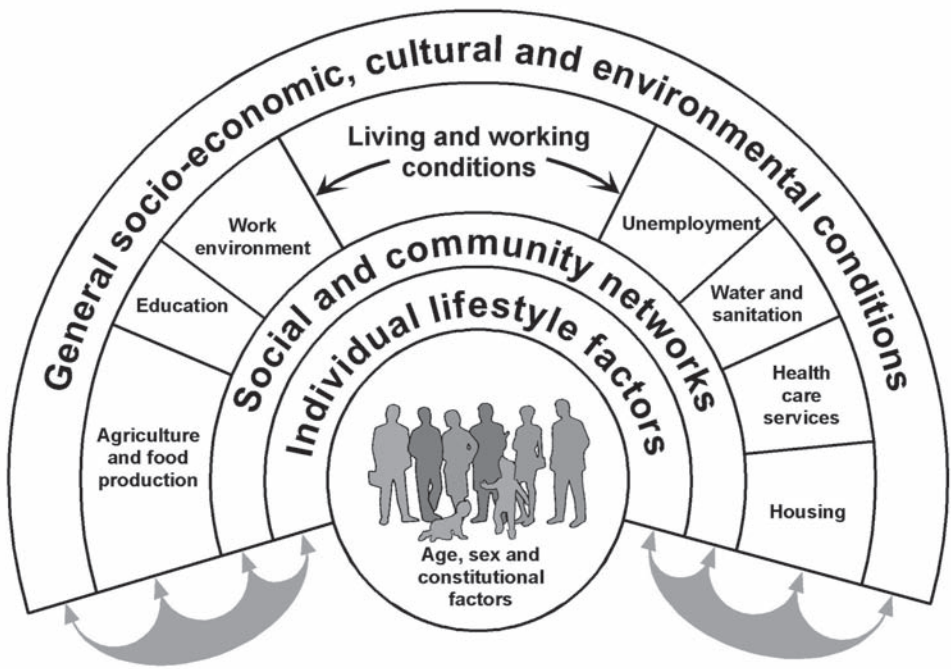 General socio-economic, cultural and environmental conditions
Living and working
conditions
Work
environment
Unemployment
Education
Water and
sanitation
Agriculture
and food
production
Health
care
services
Housing
Social and community networks
Individual lifestyle factors
Age, sex and
constitutional
factors